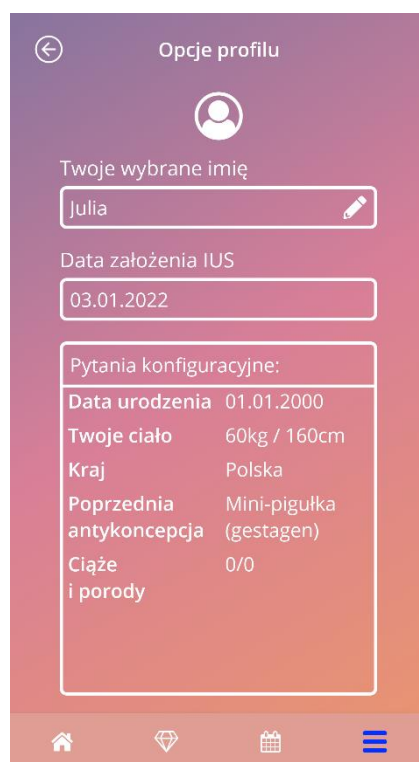 Opcje profilu
Twoje wybrane imię
Julia
Data założenia IUS
03.01.2022
Pytania konfiguracyjne:
Data urodzenia 01.01.2000
Twoje ciało 60kg / 160cm
Kraj Polska
Poprzednia antykoncepcja Mini-pigułka (gestagen)
Ciąże i porody 0/0